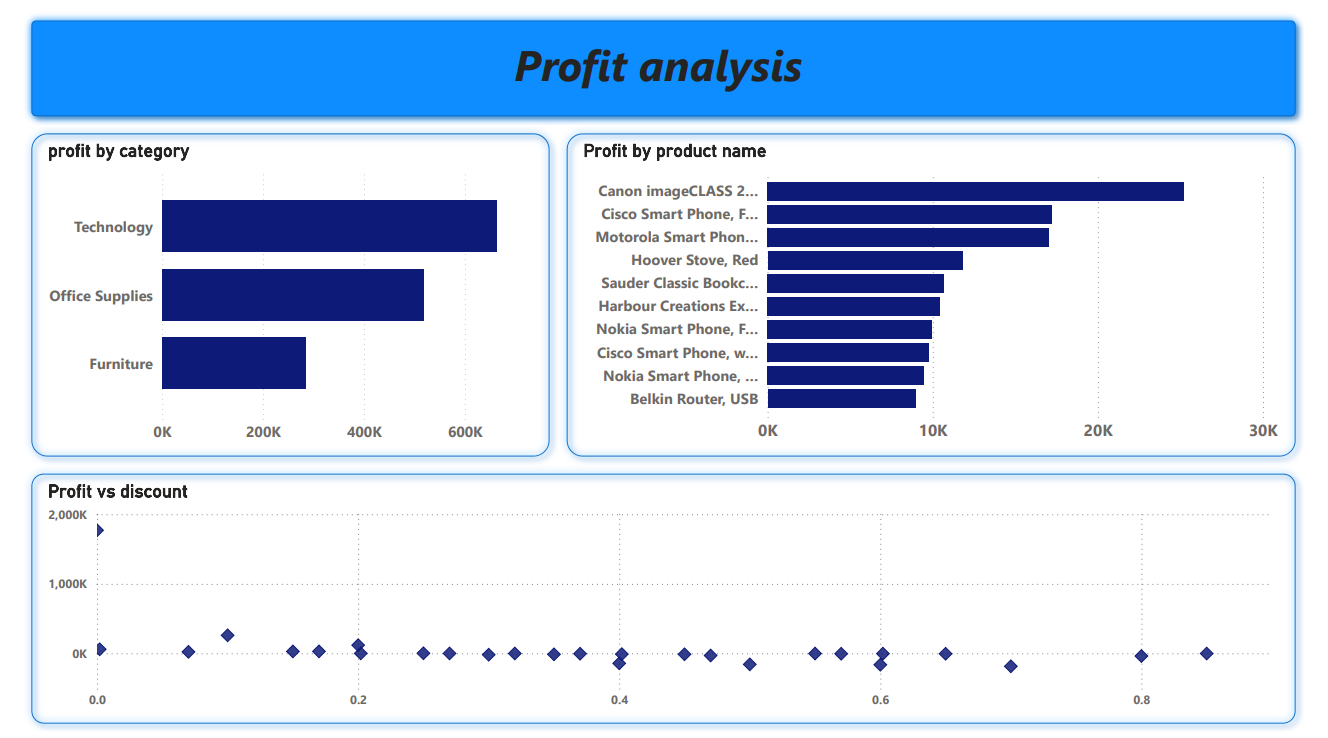 Profit analysis
profit by category
Technology
Office Supplies
Furniture
0K 200K 400K 600K
Profit by product name
Canon imageCLASS 2...
Cisco Smart Phone, F...
Motorola Smart Phon...
Hoover Stove, Red
Sauder Classic Bookc...
Harbour Creations Ex...
Nokia Smart Phone, F...
Cisco Smart Phone, w...
Nokia Smart Phone, ...
Belkin Router, USB
0K 10K 20K 30K
Profit vs discount
2,000K
1,000K
0K
0.0 0.2 0.4 0.6 0.8